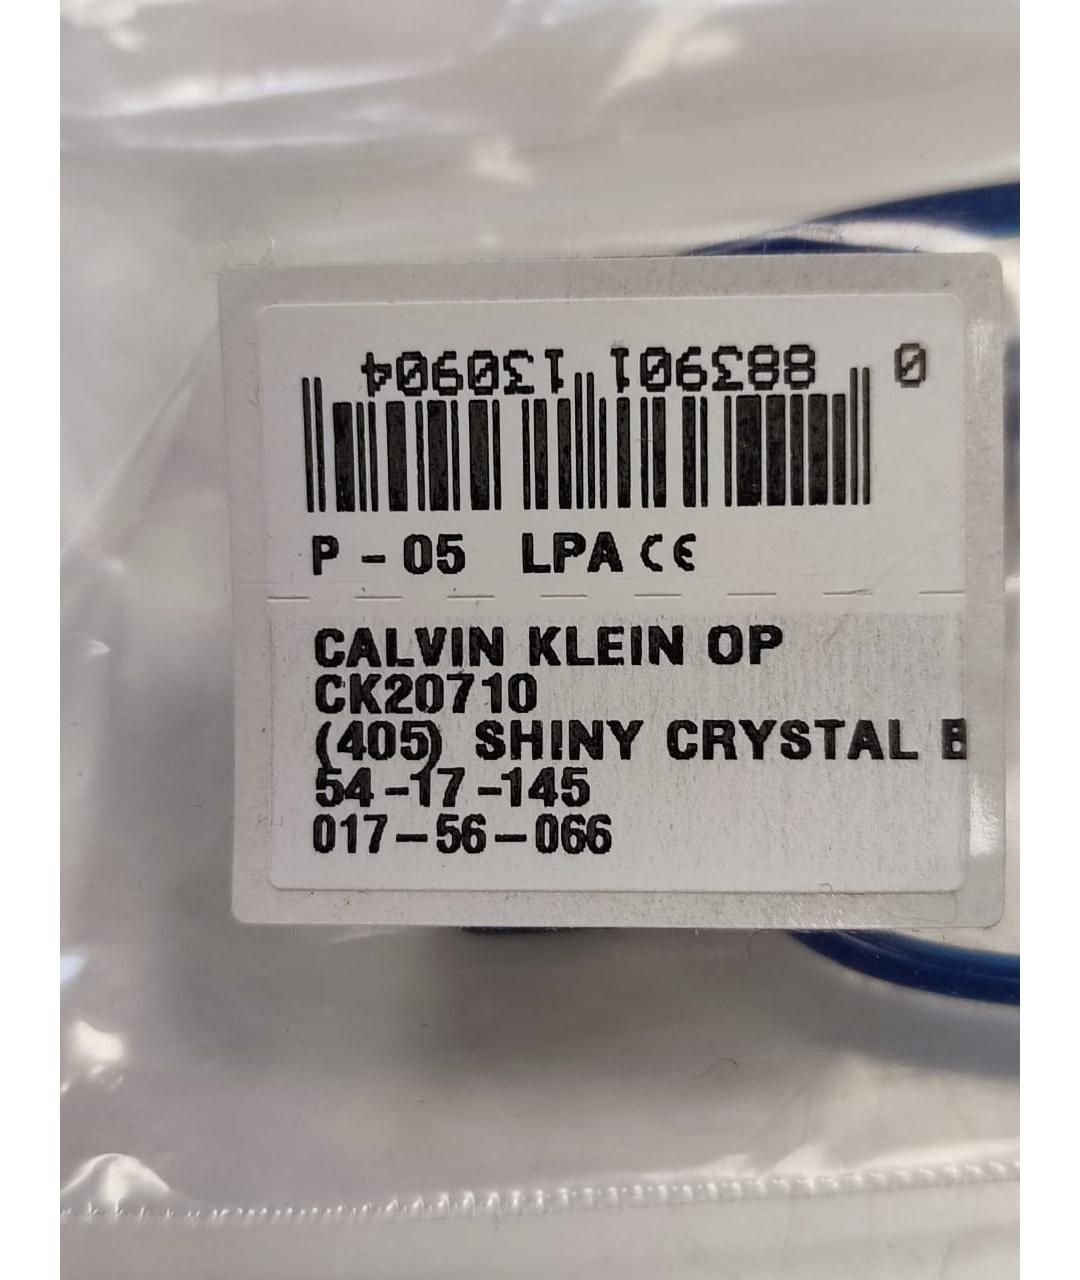 0 883901 130904
P - 05 LPA CE
CALVIN KLEIN OP
CK20710
(405) SHINY CRYSTAL B
54-17-145
017-56-066